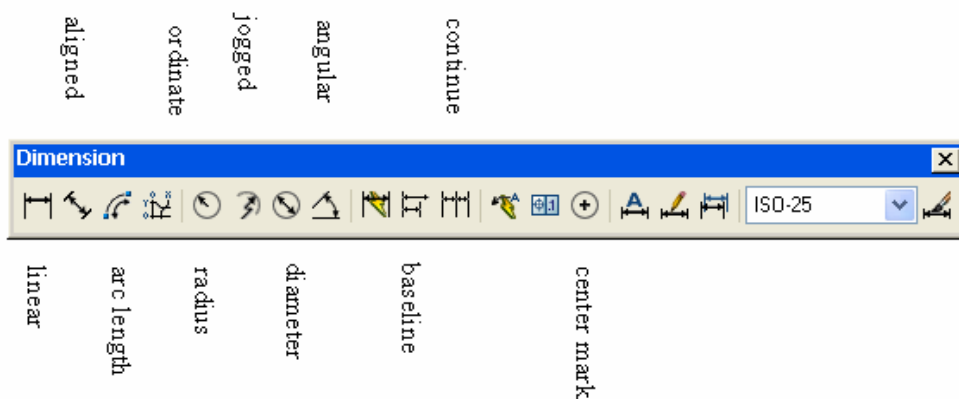 aligned
ordinate
jogged
angular
continue
Dimension
ISO-25
linear
arc length
radius
diameter
baseline
center mark